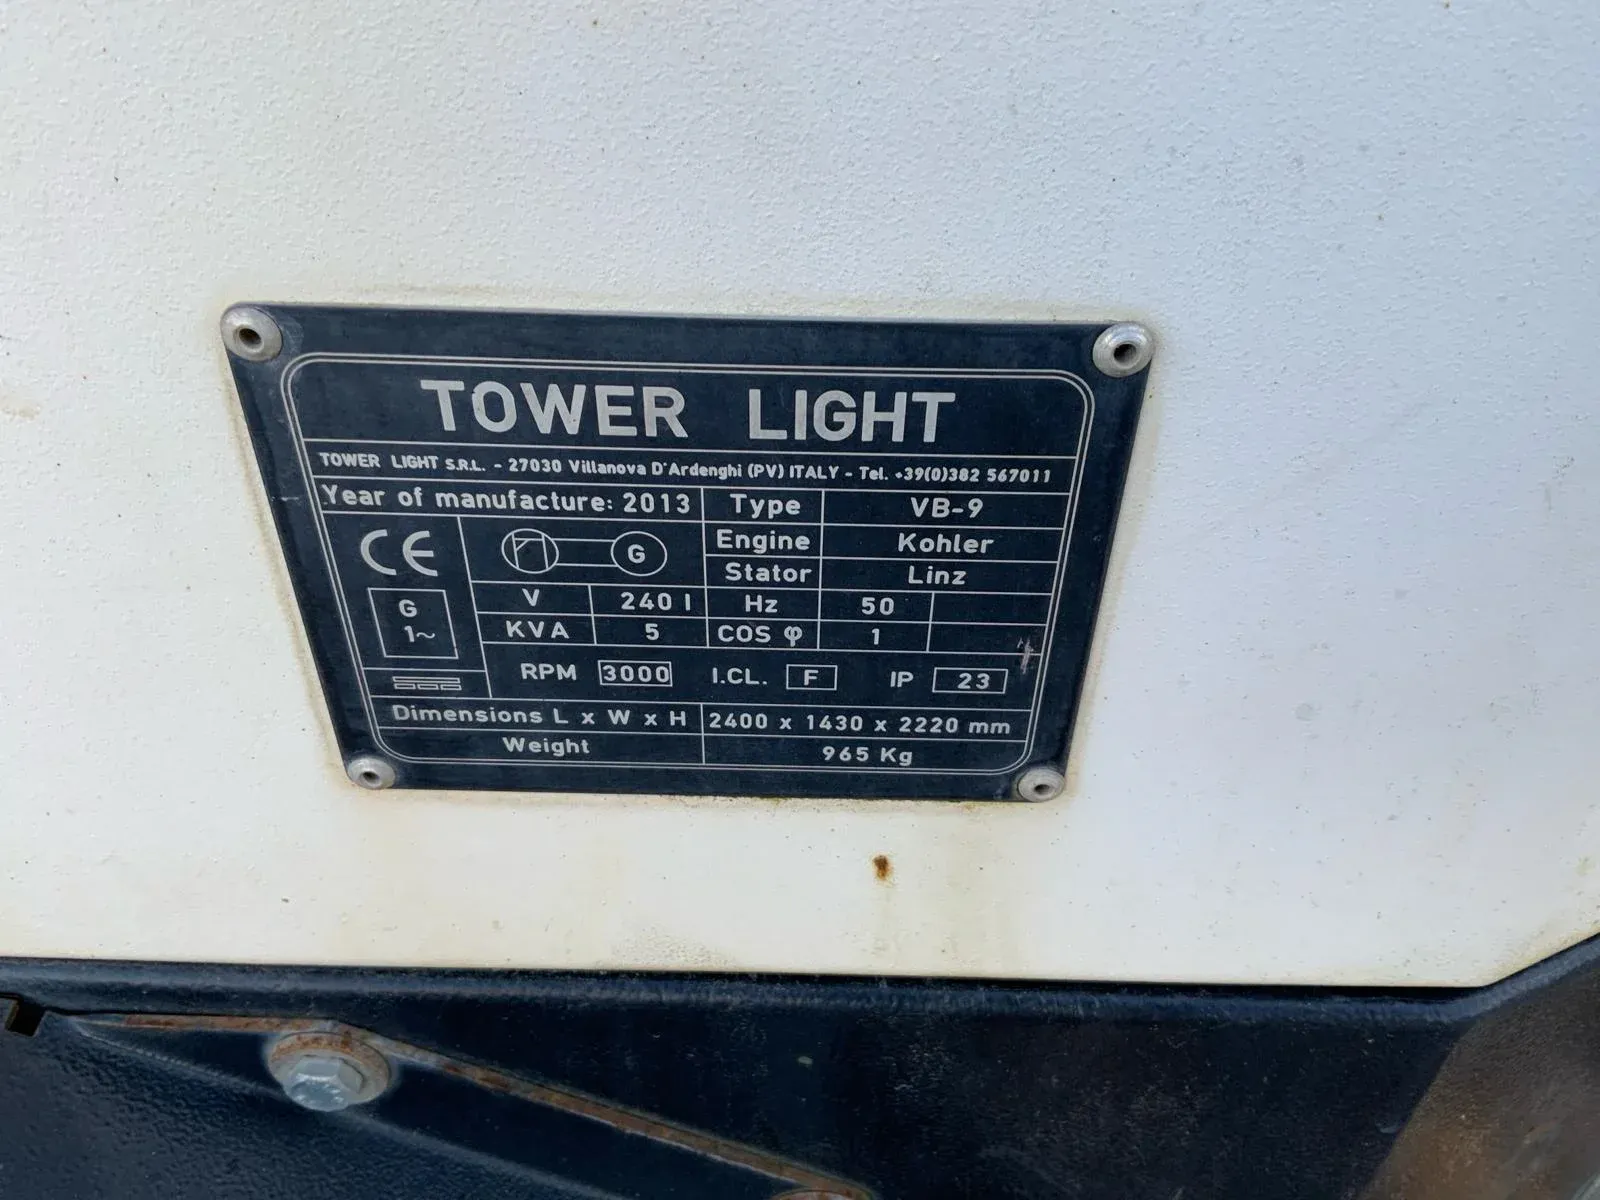 TOWER LIGHT
TOWER LIGHT S.R.L. - 27030 Villanova D'Ardenghi (PV) ITALY - Tel. +39(0)382 567011
Year of manufacture: 2013 Type VB-9
CE G Engine Kohler
Stator Linz
G 1~
V 240 I Hz 50
KVA 5 COS φ 1
RPM 3000 I.CL. F IP 23
Dimensions L x W x H 2400 x 1430 x 2220 mm
Weight 965 Kg